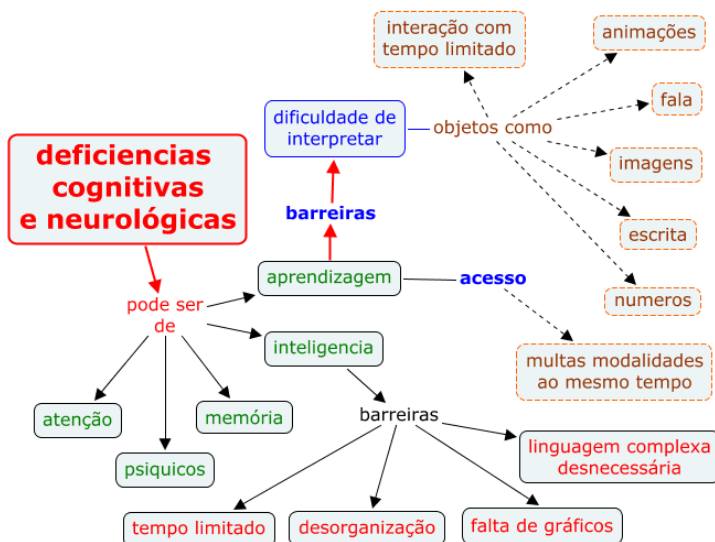 interação com
tempo limitado
animações
fala
dificuldade de
interpretar
objetos como
imagens
deficiencias
cognitivas
e neurológicas
barreiras
escrita
aprendizagem
acesso
numeros
pode ser
de
inteligencia
multas modalidades
ao mesmo tempo
atenção
memória
barreiras
psiquicos
linguagem complexa
desnecessária
tempo limitado
desorganização
falta de gráficos